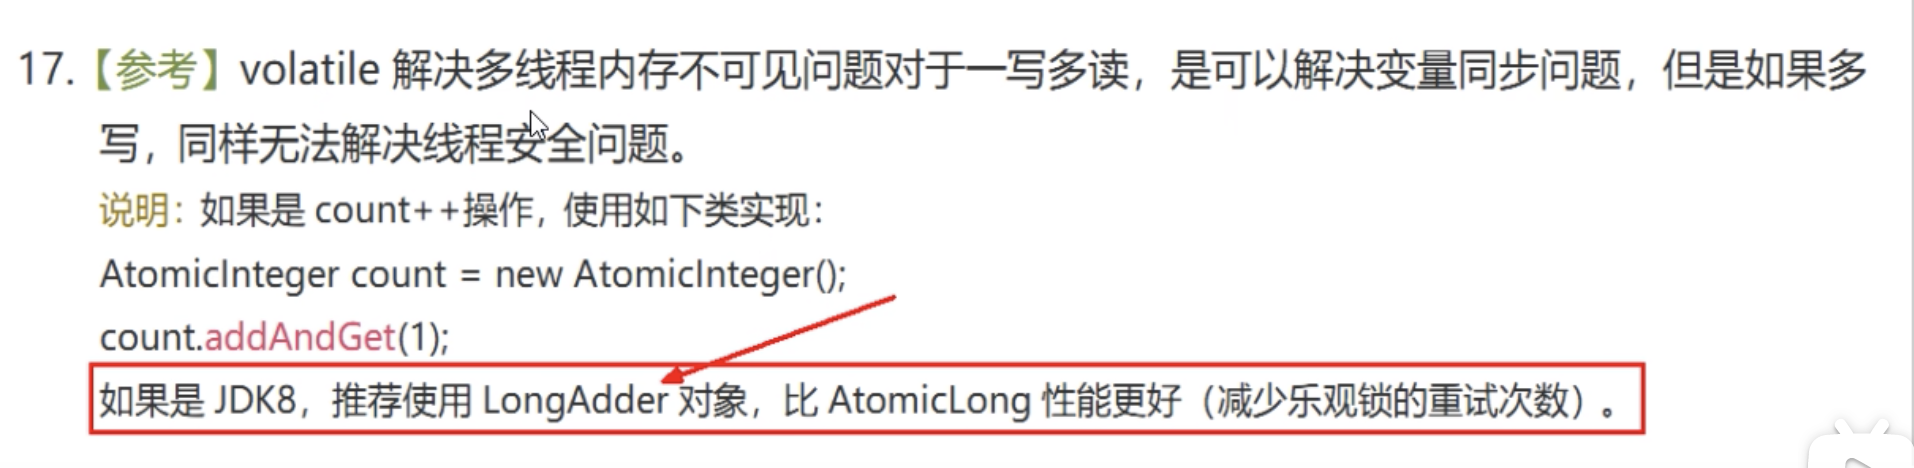 17.【参考】volatile 解决多线程内存不可见问题对于一写多读，是可以解决变量同步问题，但是如果多
写，同样无法解决线程安全问题。
说明：如果是 count++操作，使用如下类实现：
AtomicInteger count = new AtomicInteger();
count.addAndGet(1);
如果是 JDK8，推荐使用 LongAdder 对象，比 AtomicLong 性能更好（减少乐观锁的重试次数）。